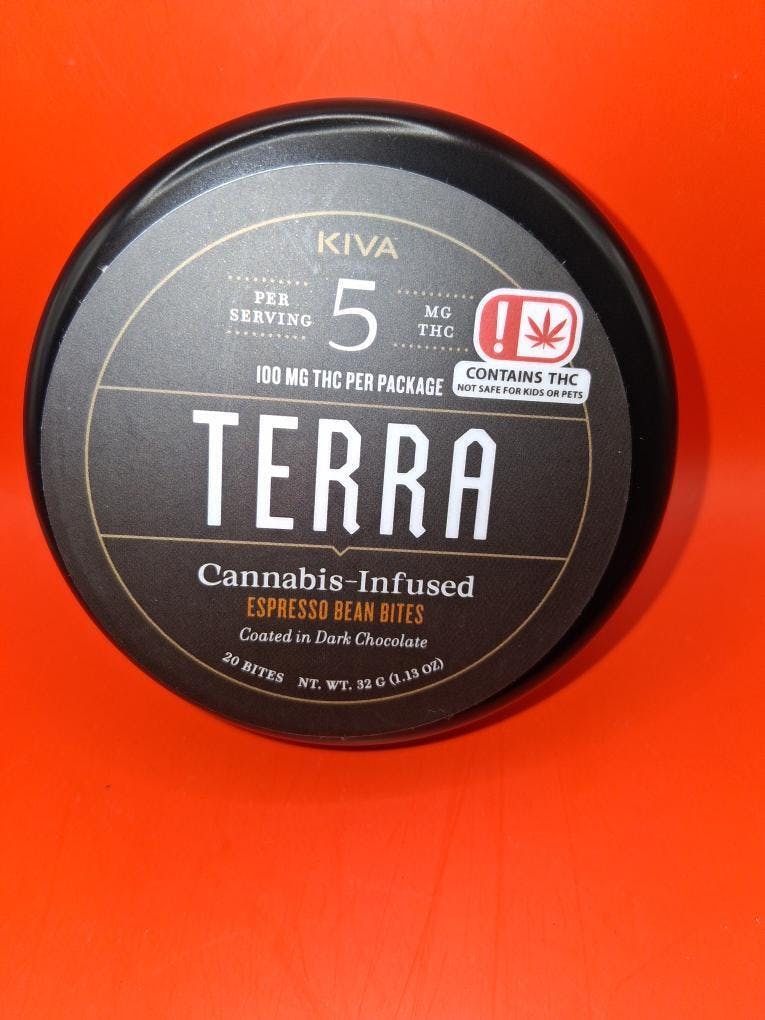 KIVA
PER SERVING 5 MG THC
100 MG THC PER PACKAGE
!
CONTAINS THC
NOT SAFE FOR KIDS OR PETS
TERRA
Cannabis-Infused
ESPRESSO BEAN BITES
Coated in Dark Chocolate
20 BITES NT. WT. 32 G (1.13 OZ)